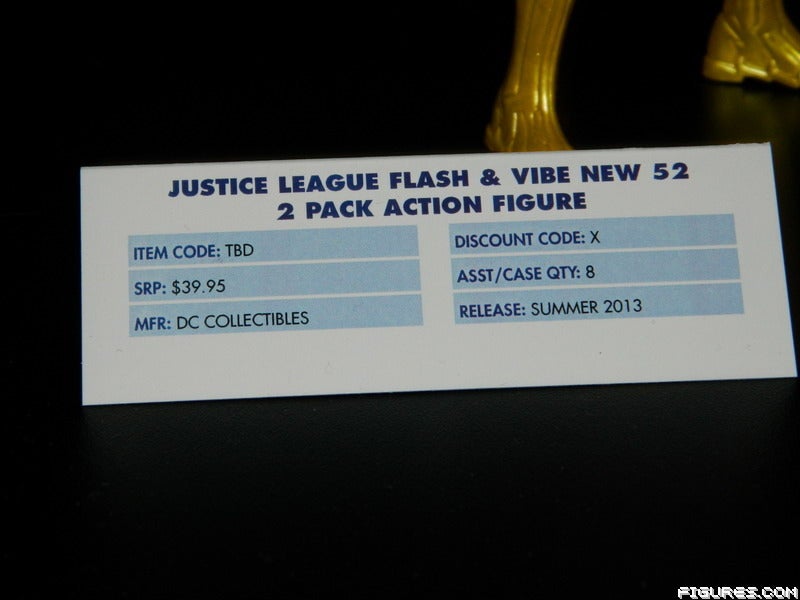 JUSTICE LEAGUE FLASH & VIBE NEW 52
2 PACK ACTION FIGURE
ITEM CODE: TBD
SRP: $39.95
MFR: DC COLLECTIBLES
DISCOUNT CODE: X
ASST/CASE QTY: 8
RELEASE: SUMMER 2013
FIGURES.COM